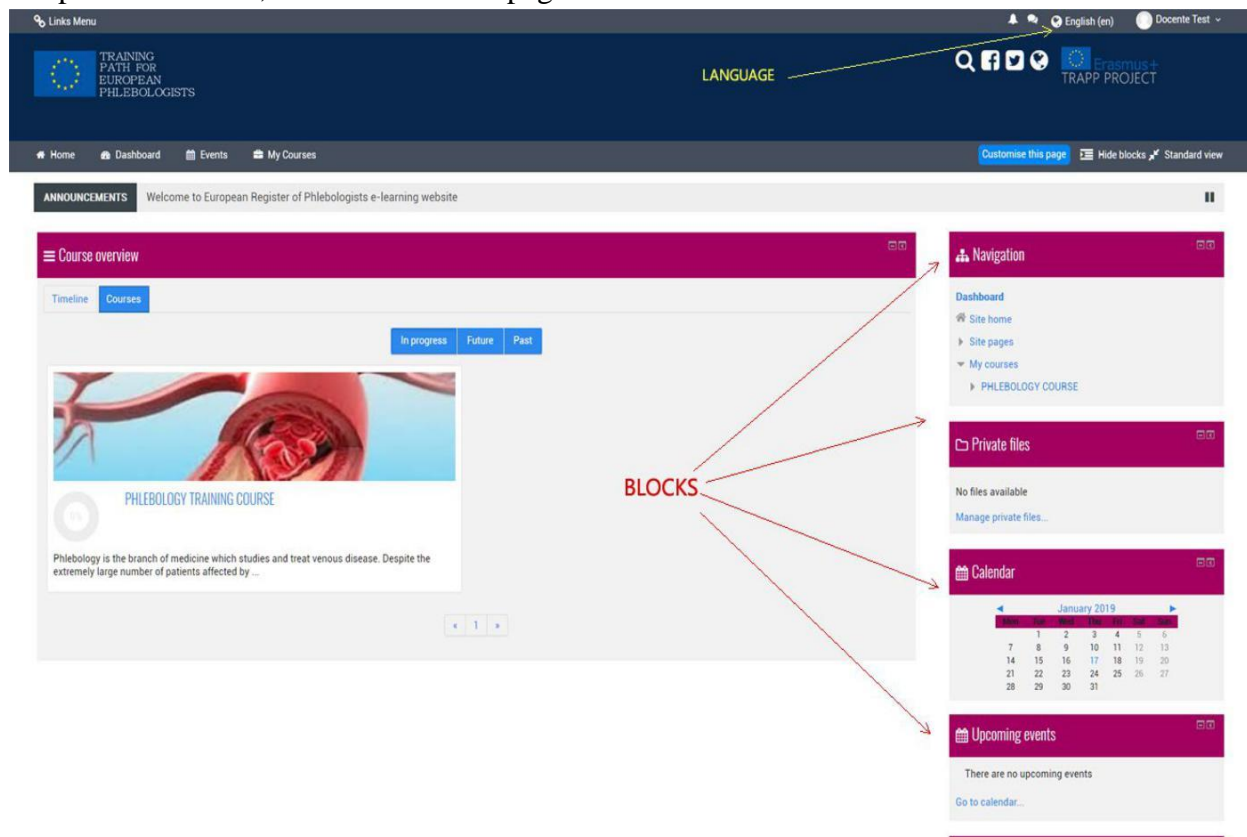 Links Menu
English (en)
Docente Test
TRAINING
PATH FOR
EUROPEAN
PHLEBOLOGISTS
LANGUAGE
Erasmus+
TRAPP PROJECT
Home Dashboard Events My Courses
Customise this page Hide blocks Standard view
ANNOUNCEMENTS Welcome to European Register of Phlebologists e-learning website
Course overview
Timeline Courses
In progress Future Past
PHLEBOLOGY TRAINING COURSE
Phlebology is the branch of medicine which studies and treat venous disease. Despite the
extremely large number of patients affected by ...
« 1 »
BLOCKS
Navigation
Dashboard
Site home
Site pages
My courses
PHLEBOLOGY COURSE
Private files
No files available
Manage private files...
Calendar
◄ January 2019 ►
Mon Tue Wed Thu Fri Sat Sun
1 2 3 4 5 6
7 8 9 10 11 12 13
14 15 16 17 18 19 20
21 22 23 24 25 26 27
28 29 30 31
Upcoming events
There are no upcoming events
Go to calendar...